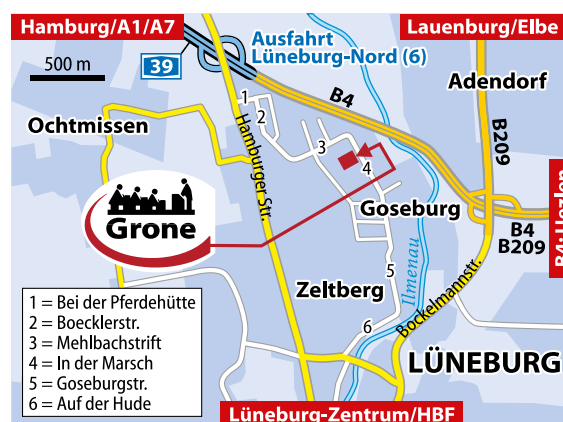 Hamburg/A1/A7
Lauenburg/Elbe
Ausfahrt
Lüneburg-Nord (6)
39
500 m
Adendorf
B4
B209
Ochtmissen
1
2
3
4
Hamburger Str.
Grone
Goseburg
B4
B209
B4: Uelzen
5
Zeltberg
Ilmenau
Bockelmannstr.
6
LÜNEBURG
1 = Bei der Pferdehütte
2 = Boecklerstr.
3 = Mehlbachstrift
4 = In der Marsch
5 = Goseburgstr.
6 = Auf der Hude
Lüneburg-Zentrum/HBF